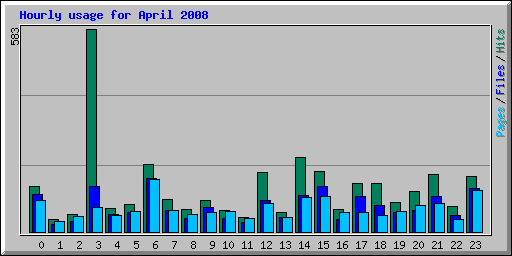 Hourly usage for April 2008
583
Pages / Files / Hits
0 1 2 3 4 5 6 7 8 9 10 11 12 13 14 15 16 17 18 19 20 21 22 23